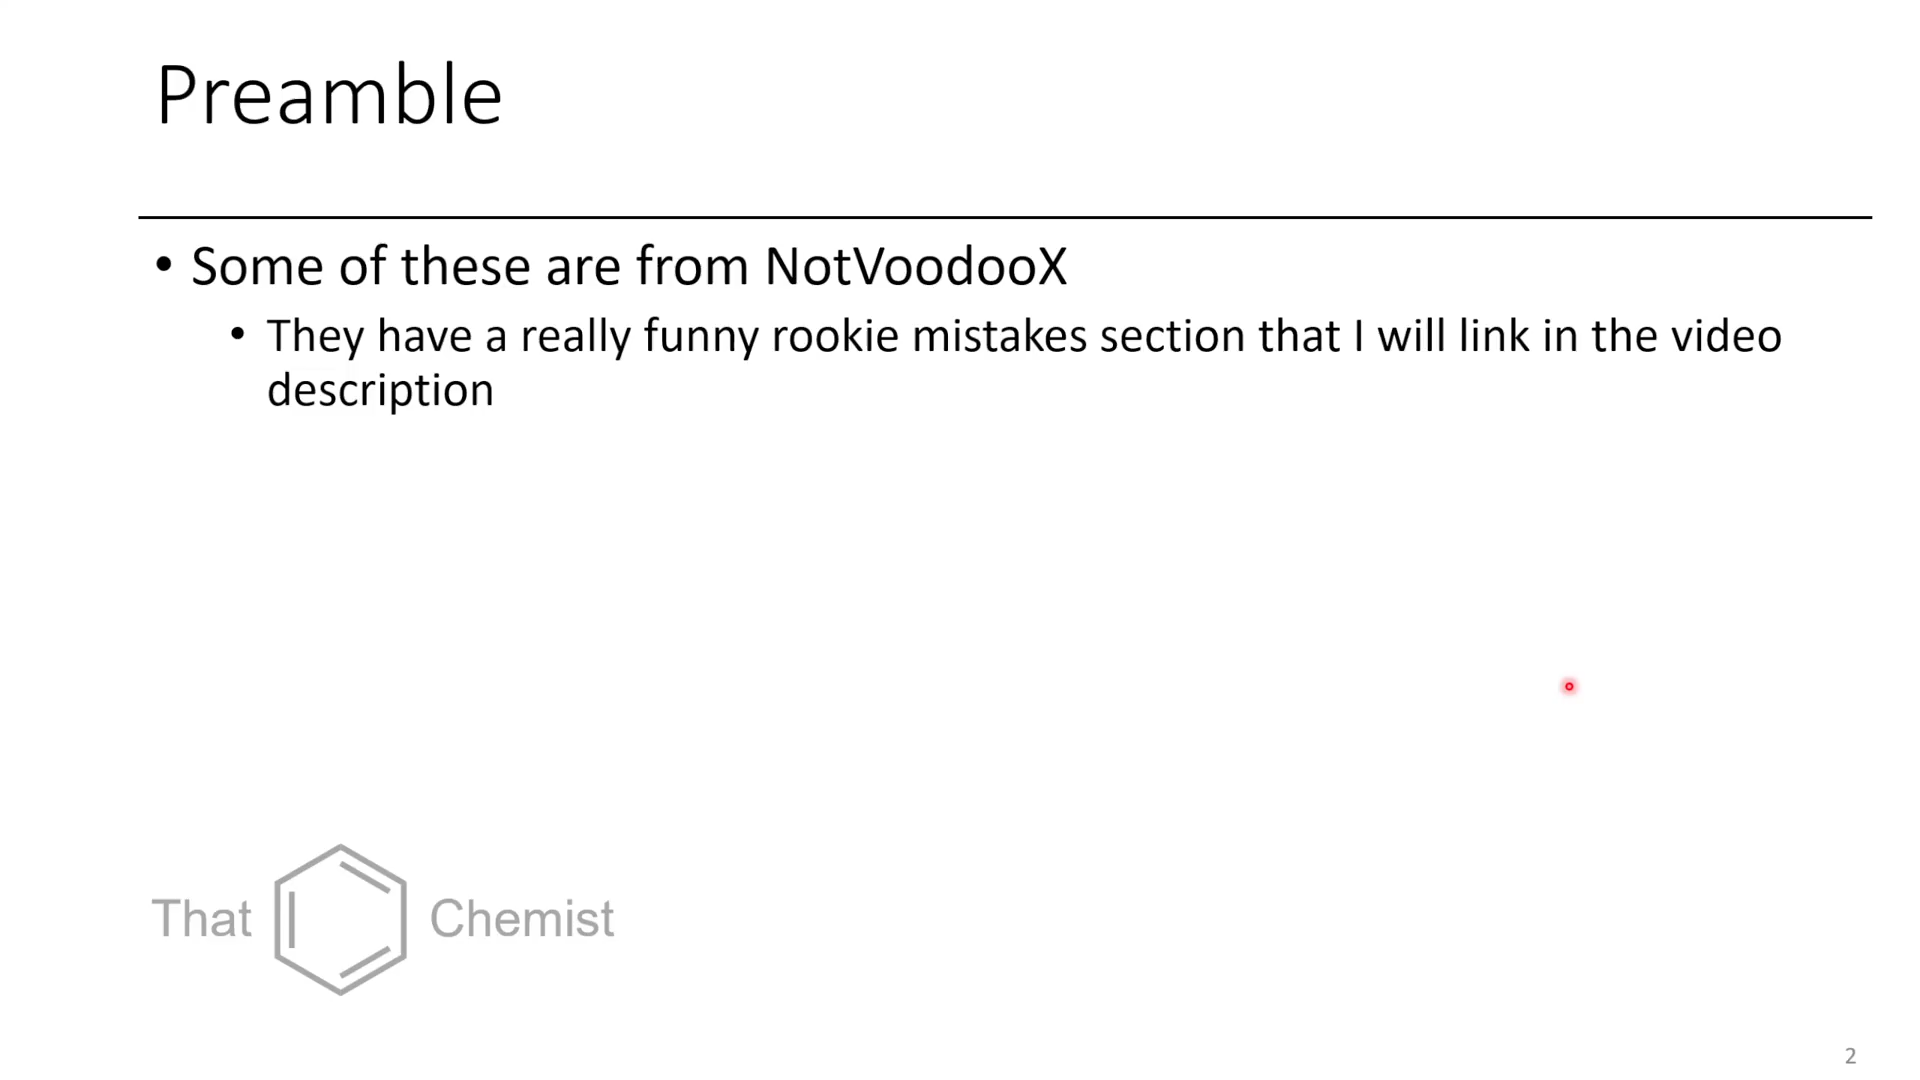 Preamble
• Some of these are from NotVoodooX
• They have a really funny rookie mistakes section that I will link in the video
description
That Chemist
2